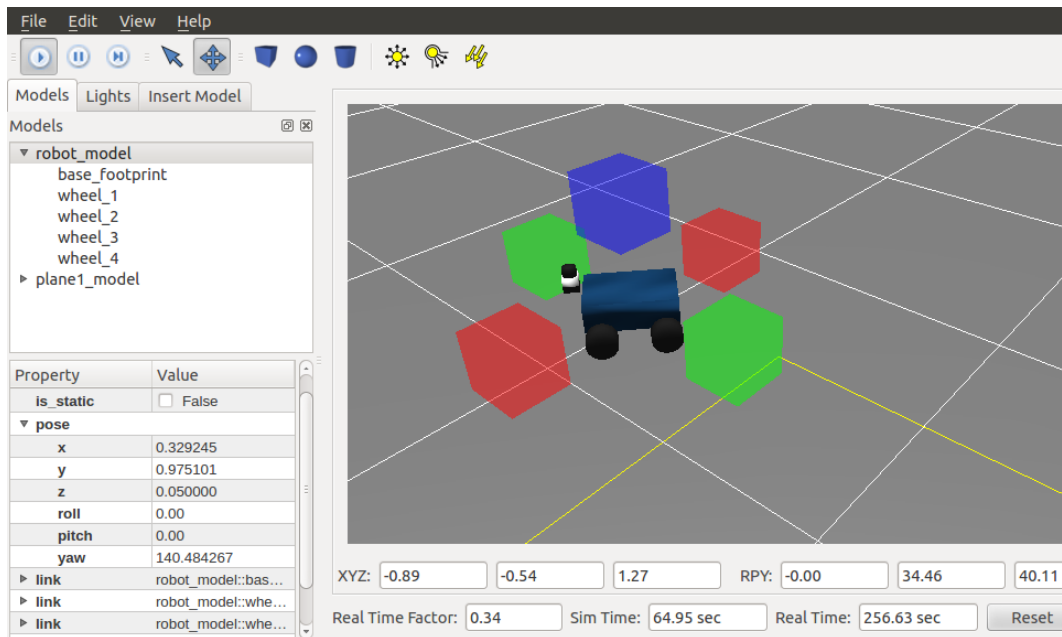 File Edit View Help
Models Lights Insert Model
Models
robot_model
base_footprint
wheel_1
wheel_2
wheel_3
wheel_4
plane1_model
Property Value
is_static False
pose
x 0.329245
y 0.975101
z 0.050000
roll 0.00
pitch 0.00
yaw 140.484267
link robot_model::bas...
link robot_model::whe...
link robot_model::whe...
XYZ: -0.89 -0.54 1.27 RPY: -0.00 34.46 40.11
Real Time Factor: 0.34 Sim Time: 64.95 sec Real Time: 256.63 sec Reset